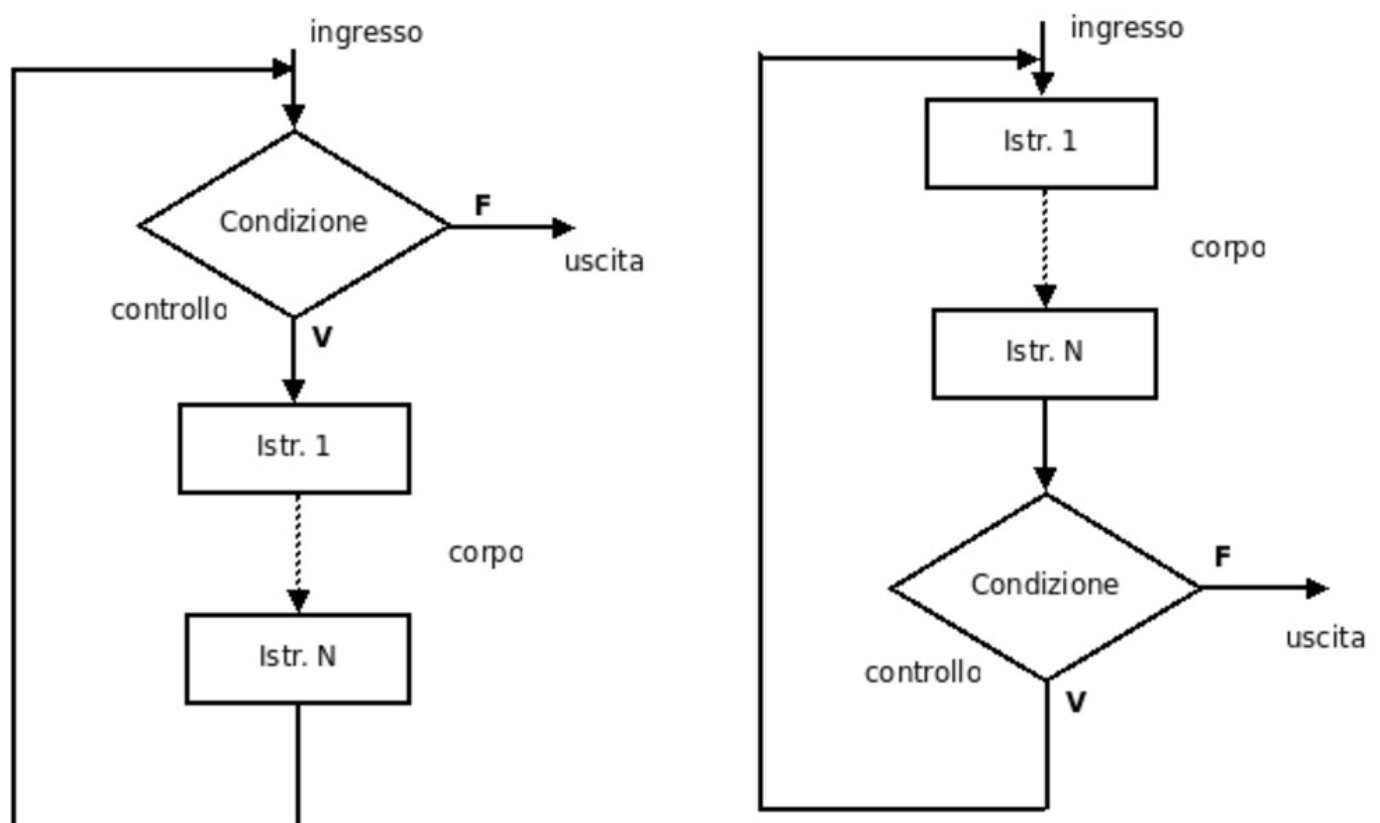 ingresso
Condizione
F
uscita
controllo
V
Istr. 1
corpo
Istr. N
ingresso
Istr. 1
corpo
Istr. N
Condizione
F
uscita
controllo
V